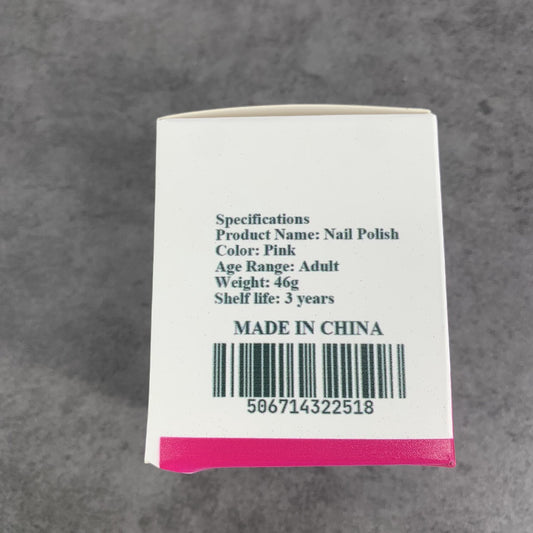 Specifications
Product Name: Nail Polish
Color: Pink
Age Range: Adult
Weight: 46g
Shelf life: 3 years
MADE IN CHINA
506714322518